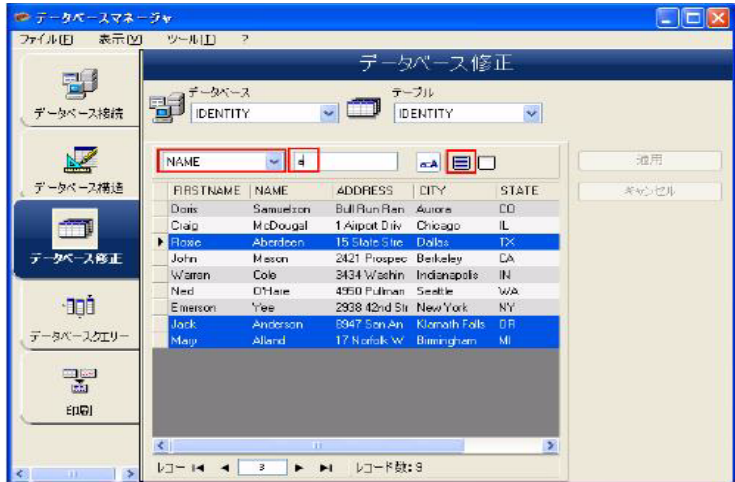 データベースマネージャ
ファイル(F) 表示(V) ツール(T) ?
データベース修正
データベース接続
データベース構造
データベース修正
データベースクエリー
印刷
データベース
IDENTITY
テーブル
IDENTITY
NAME a a:A
適用
キャンセル
FIRSTNAME NAME ADDRESS CITY STATE
Doris Samuelson Bull Run Ran Aurora CO
Craig McDougal 1 Airport Driv Chicago IL
Roxie Aberdeen 15 State Stre Dallas TX
John Mason 2421 Prospec Berkeley CA
Warren Cole 3434 Washin Indianapolis IN
Ned O'Hare 4950 Pullman Seattle WA
Emerson Yee 2938 42nd Str New York NY
Jack Anderson 8947 San An Klamath Falls OR
Mary Alland 17 Norfolk W Birmingham MI
レコー 3 レコード数:9